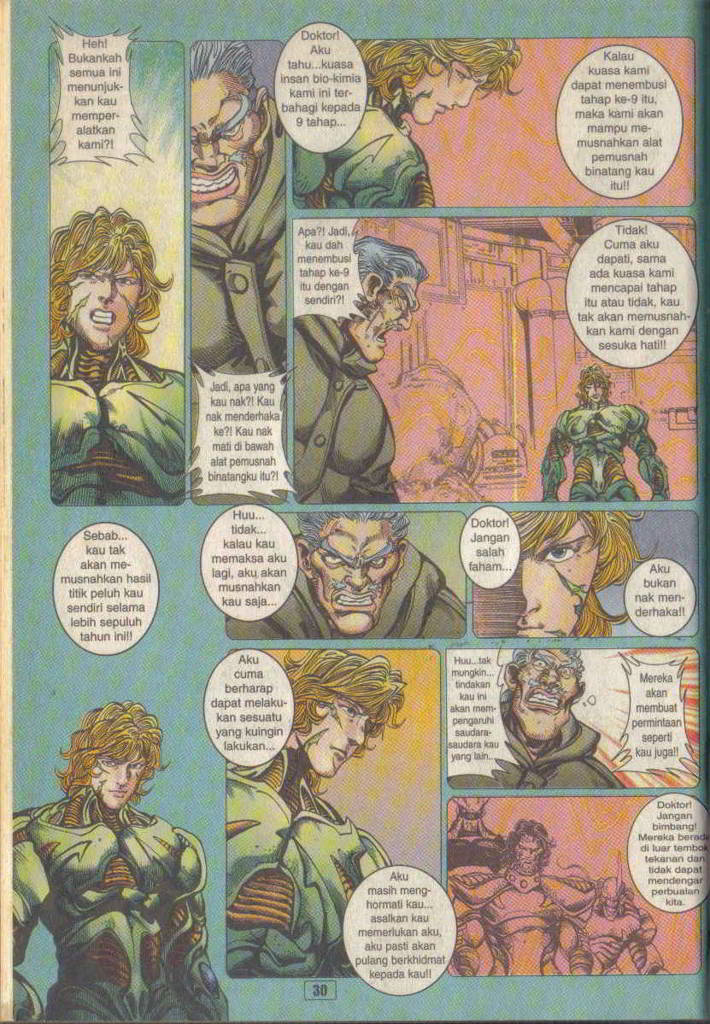 Heh!
Bukankah
semua ini
menunjuk-
kan kau
memper-
alatkan
kami?!
Jadi, apa yang
kau nak?! Kau
nak menderhaka
ke?! Kau nak
mati di bawah
alat pemusnah
binatangku itu?!
Doktor!
Aku
tahu...kuasa
insan bio-kimia
kami ini ter-
bahagi kepada
9 tahap...
Kalau
kuasa kami
dapat menembusi
tahap ke-9 itu,
maka kami akan
mampu me-
musnahkan alat
pemusnah
binatang kau
itu!!
Apa?! Jadi,
kau dah
menembusi
tahap ke-9
itu dengan
sendiri?!
Tidak!
Cuma aku
dapati, sama
ada kuasa kami
mencapai tahap
itu atau tidak, kau
tak akan memusnah-
kan kami dengan
sesuka hati!!
Sebab...
kau tak
akan me-
musnahkan hasil
titik peluh kau
sendiri selama
lebih sepuluh
tahun ini!!
Huu...
tidak...
kalau kau
memaksa aku
lagi, aku akan
musnahkan
kau saja...
Doktor!
Jangan
salah
faham...
Aku
bukan
nak men-
derhaka!!
Aku
cuma
berharap
dapat melaku-
kan sesuatu
yang kuingin
lakukan...
Aku
masih meng-
hormati kau...
asalkan kau
memerlukan aku,
aku pasti akan
pulang berkhidmat
kepada kau!!
Huu...tak
mungkin...
tindakan
kau ini
akan mem-
pengaruhi
saudara-
saudara kau
yang lain...
Mereka
akan
membuat
permintaan
seperti
kau juga!!
Doktor!
Jangan
bimbang!
Mereka berada
di luar tembok
tekanan dan
tidak dapat
mendengar
perbualan
kita.
30